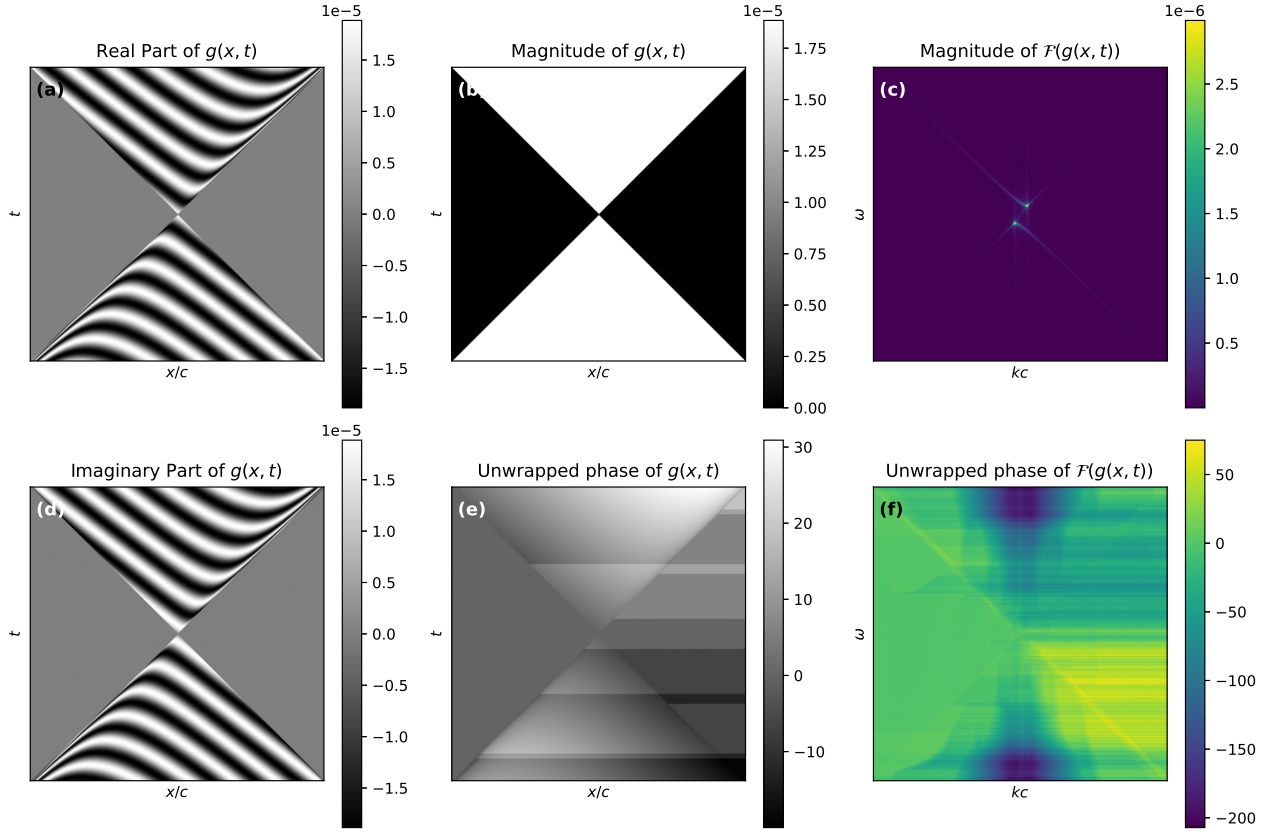 1e−5
1e−5
1e−6
Real Part of g(x, t)
Magnitude of g(x, t)
Magnitude of ℱ(g(x, t))
(a)
(b)
(c)
1.5
1.0
0.5
0.0
−0.5
−1.0
−1.5
1.75
1.50
1.25
1.00
0.75
0.50
0.25
0.00
2.5
2.0
1.5
1.0
0.5
t
t
ω
x/c
x/c
kc
1e−5
Imaginary Part of g(x, t)
Unwrapped phase of g(x, t)
Unwrapped phase of ℱ(g(x, t))
(d)
(e)
(f)
1.5
1.0
0.5
0.0
−0.5
−1.0
−1.5
30
20
10
0
−10
50
0
−50
−100
−150
−200
t
t
ω
x/c
x/c
kc